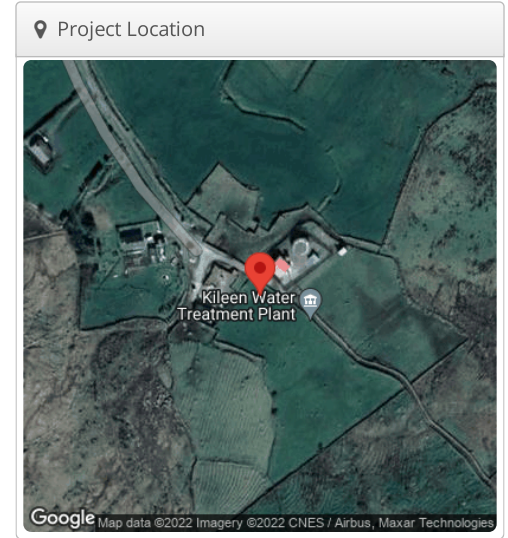 Project Location
Kileen Water
Treatment Plant
Google
Map data ©2022 Imagery ©2022 CNES / Airbus, Maxar Technologies